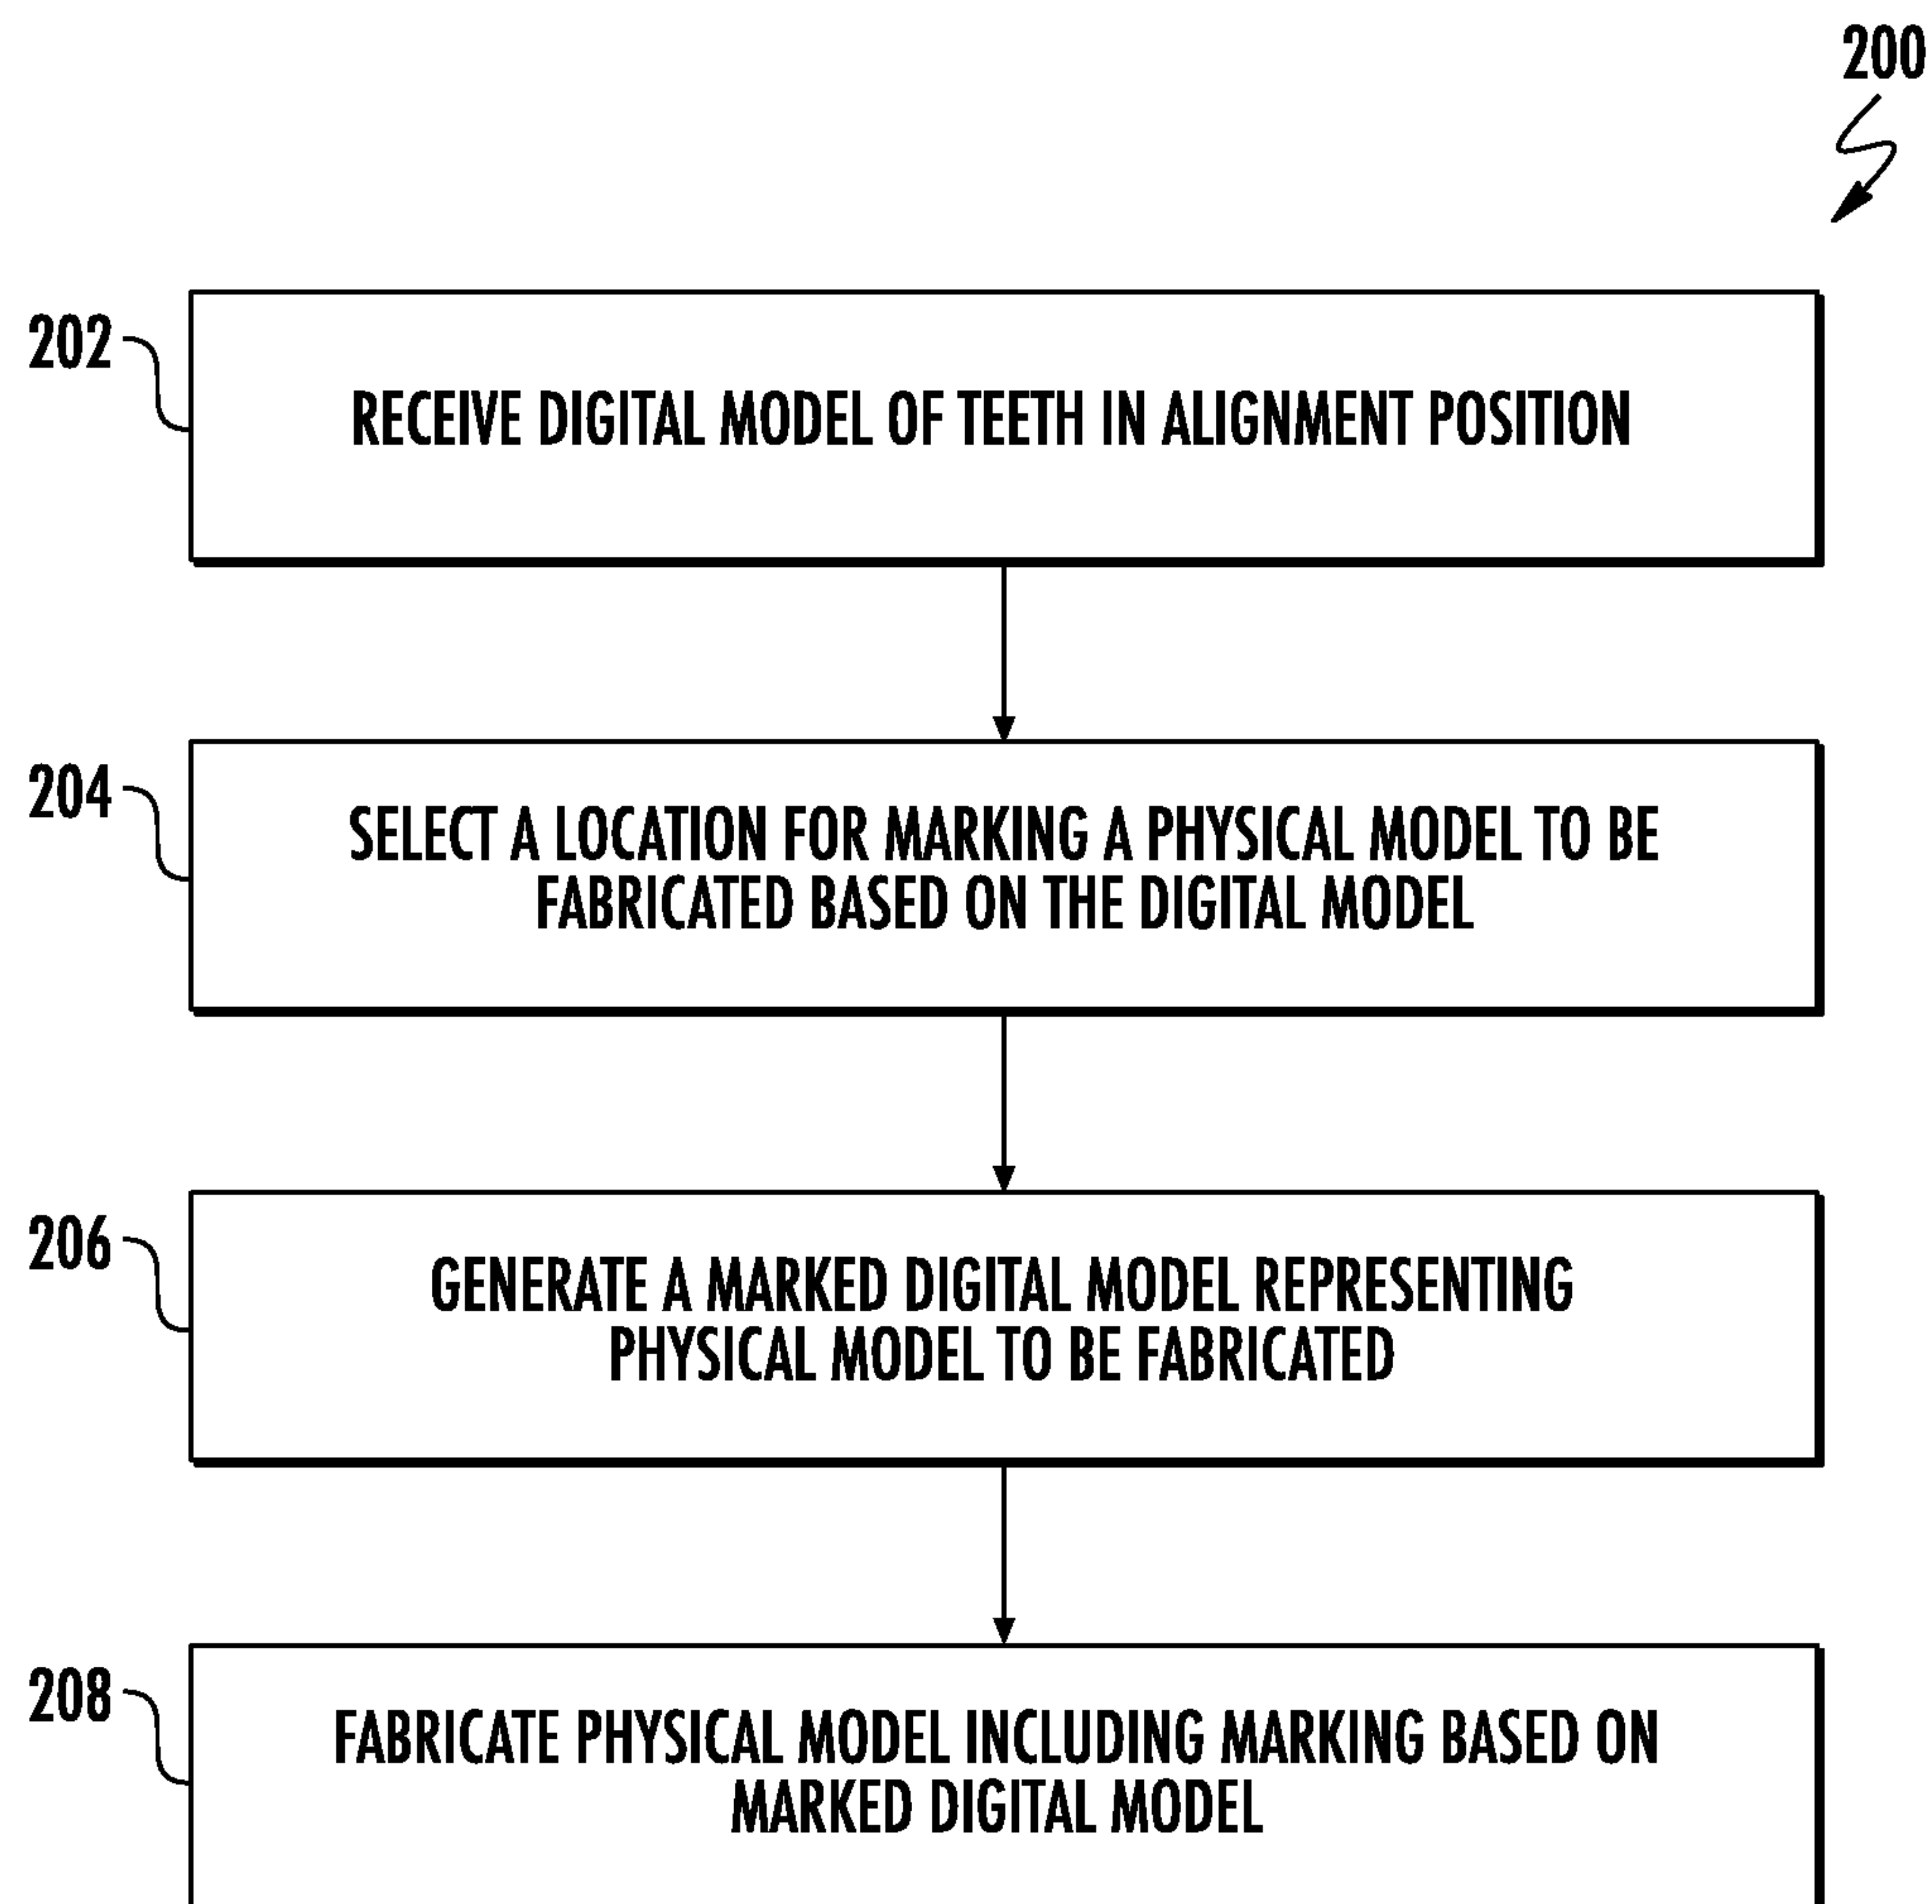 200
202
RECEIVE DIGITAL MODEL OF TEETH IN ALIGNMENT POSITION
204
SELECT A LOCATION FOR MARKING A PHYSICAL MODEL TO BE
FABRICATED BASED ON THE DIGITAL MODEL
206
GENERATE A MARKED DIGITAL MODEL REPRESENTING
PHYSICAL MODEL TO BE FABRICATED
208
FABRICATE PHYSICAL MODEL INCLUDING MARKING BASED ON
MARKED DIGITAL MODEL